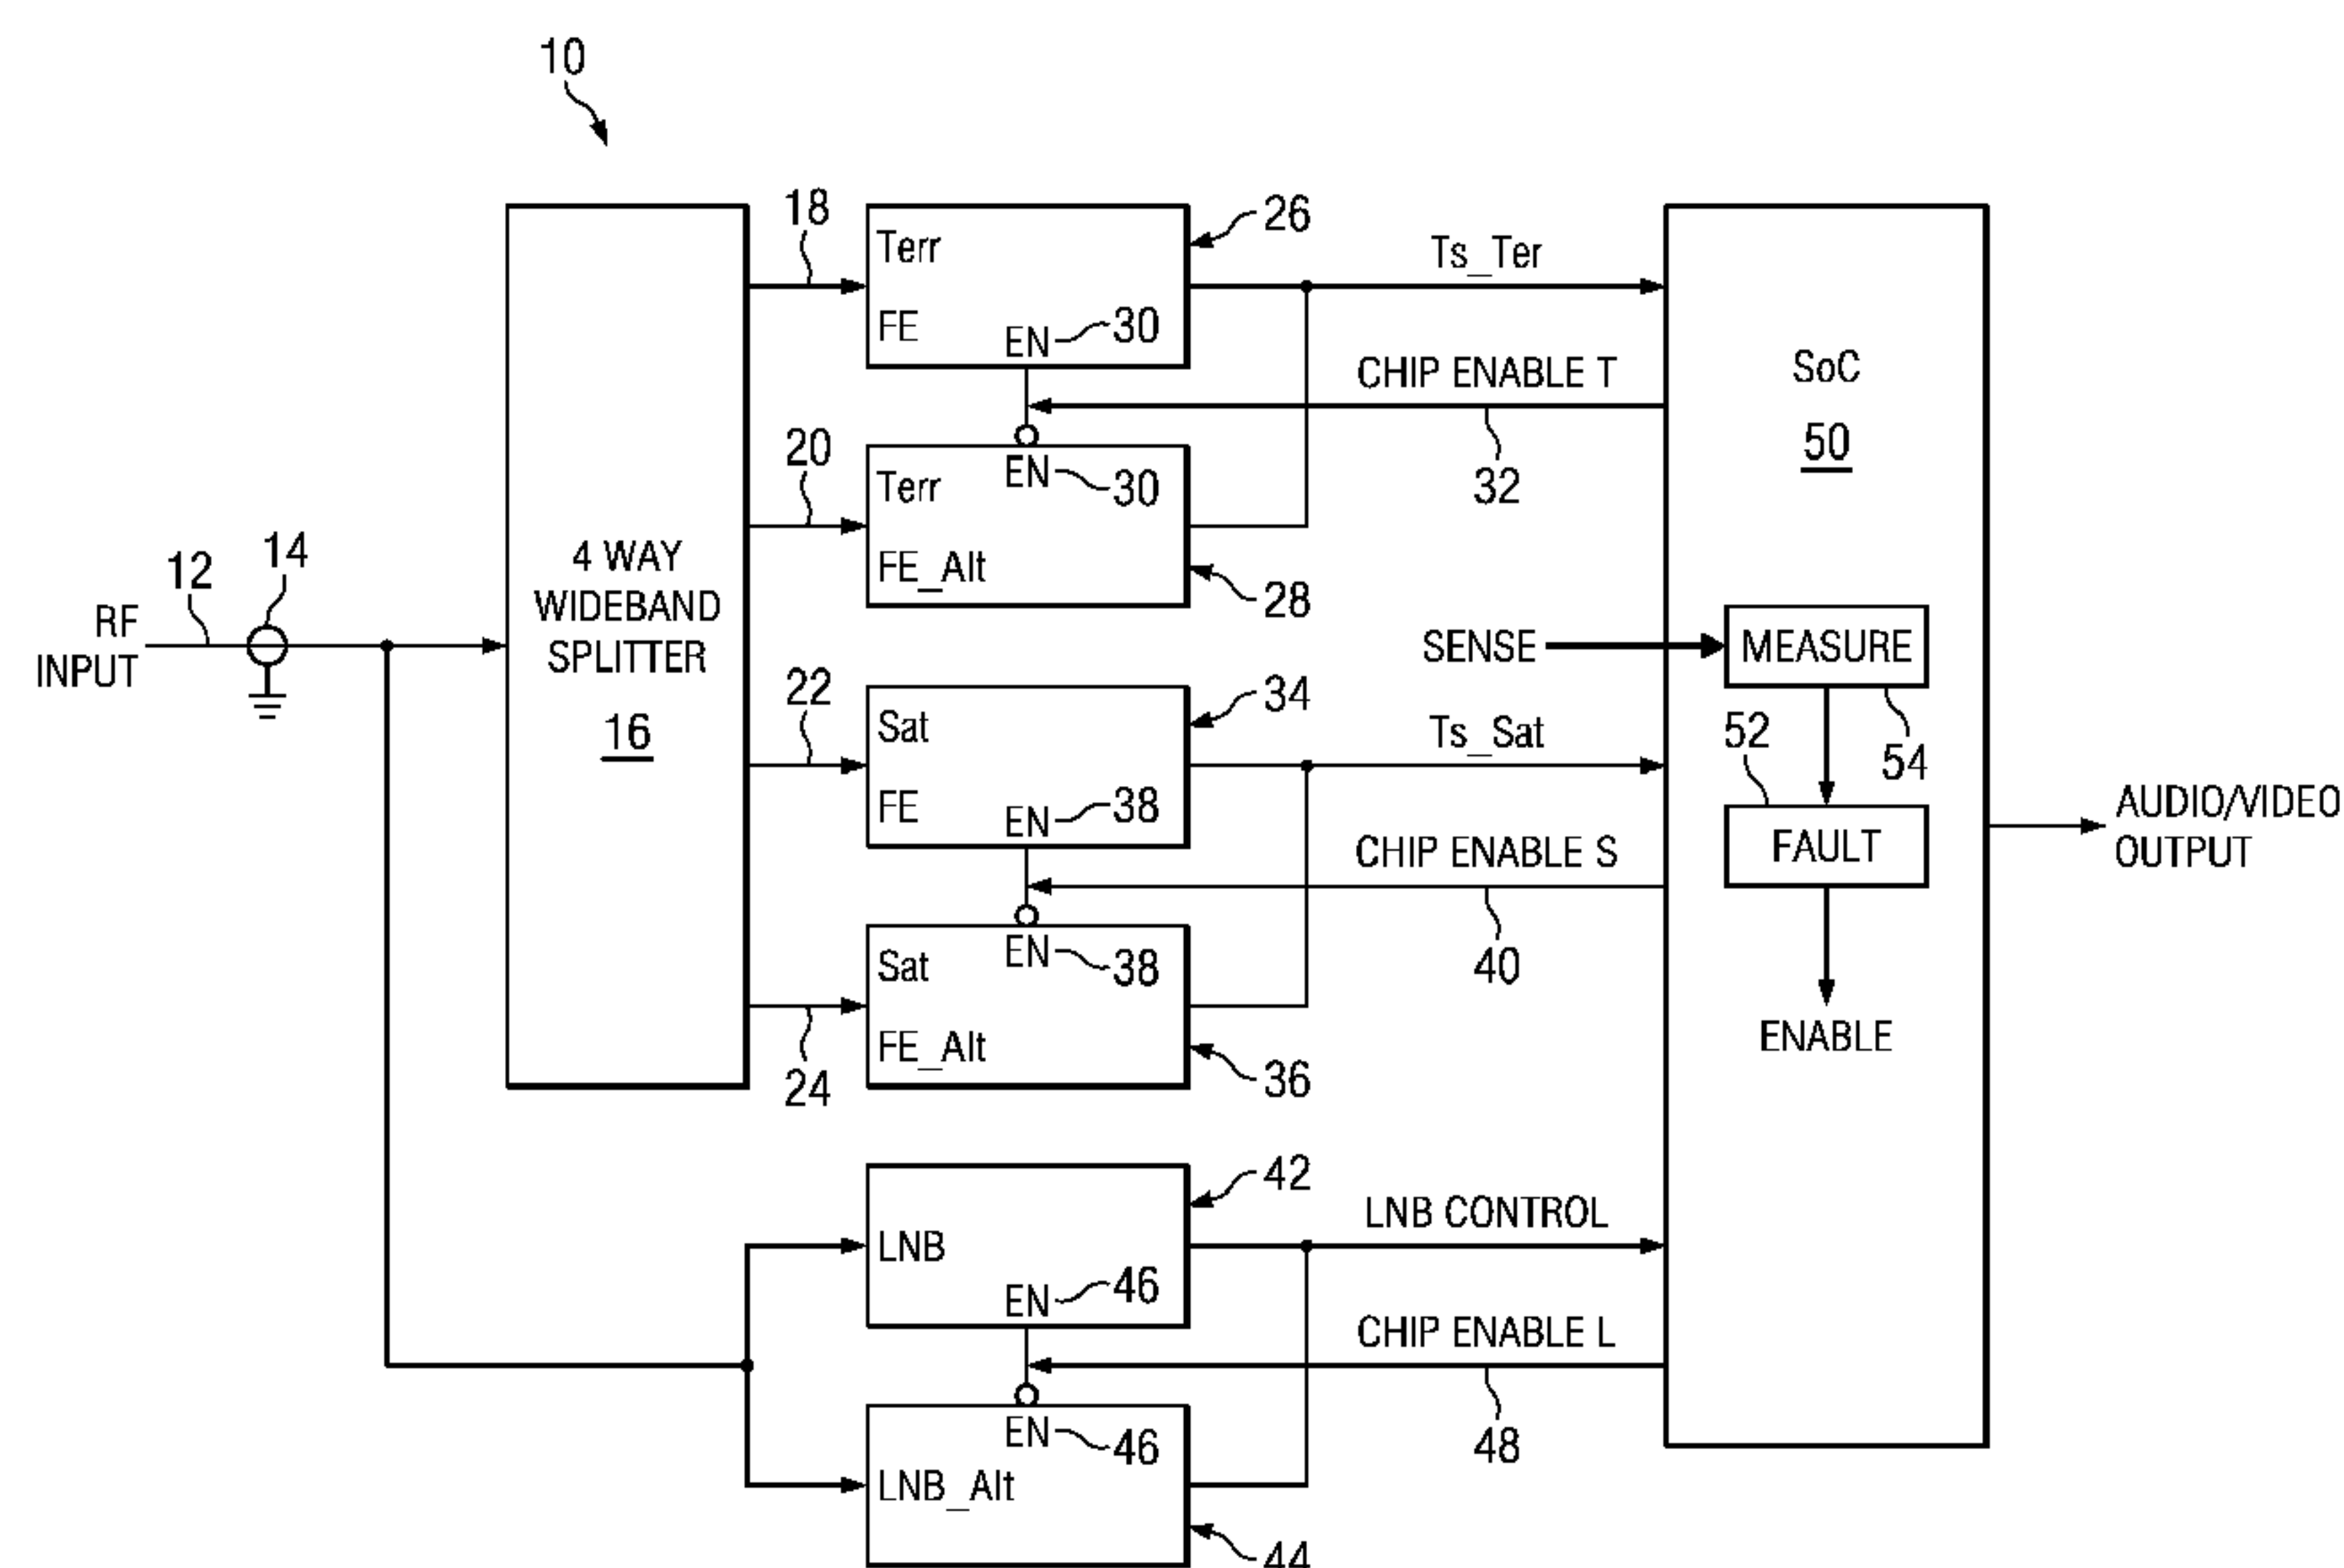 10
RF
INPUT
12
14
4 WAY
WIDEBAND
SPLITTER
16
18
20
22
24
Terr
FE
EN
30
26
Terr
FE_Alt
EN
30
28
Sat
FE
EN
38
34
Sat
FE_Alt
EN
38
36
LNB
EN
46
42
LNB_Alt
EN
46
44
Ts_Ter
CHIP ENABLE T
32
SENSE
Ts_Sat
CHIP ENABLE S
40
LNB CONTROL
CHIP ENABLE L
48
SoC
50
MEASURE
54
52
FAULT
ENABLE
AUDIO/VIDEO
OUTPUT